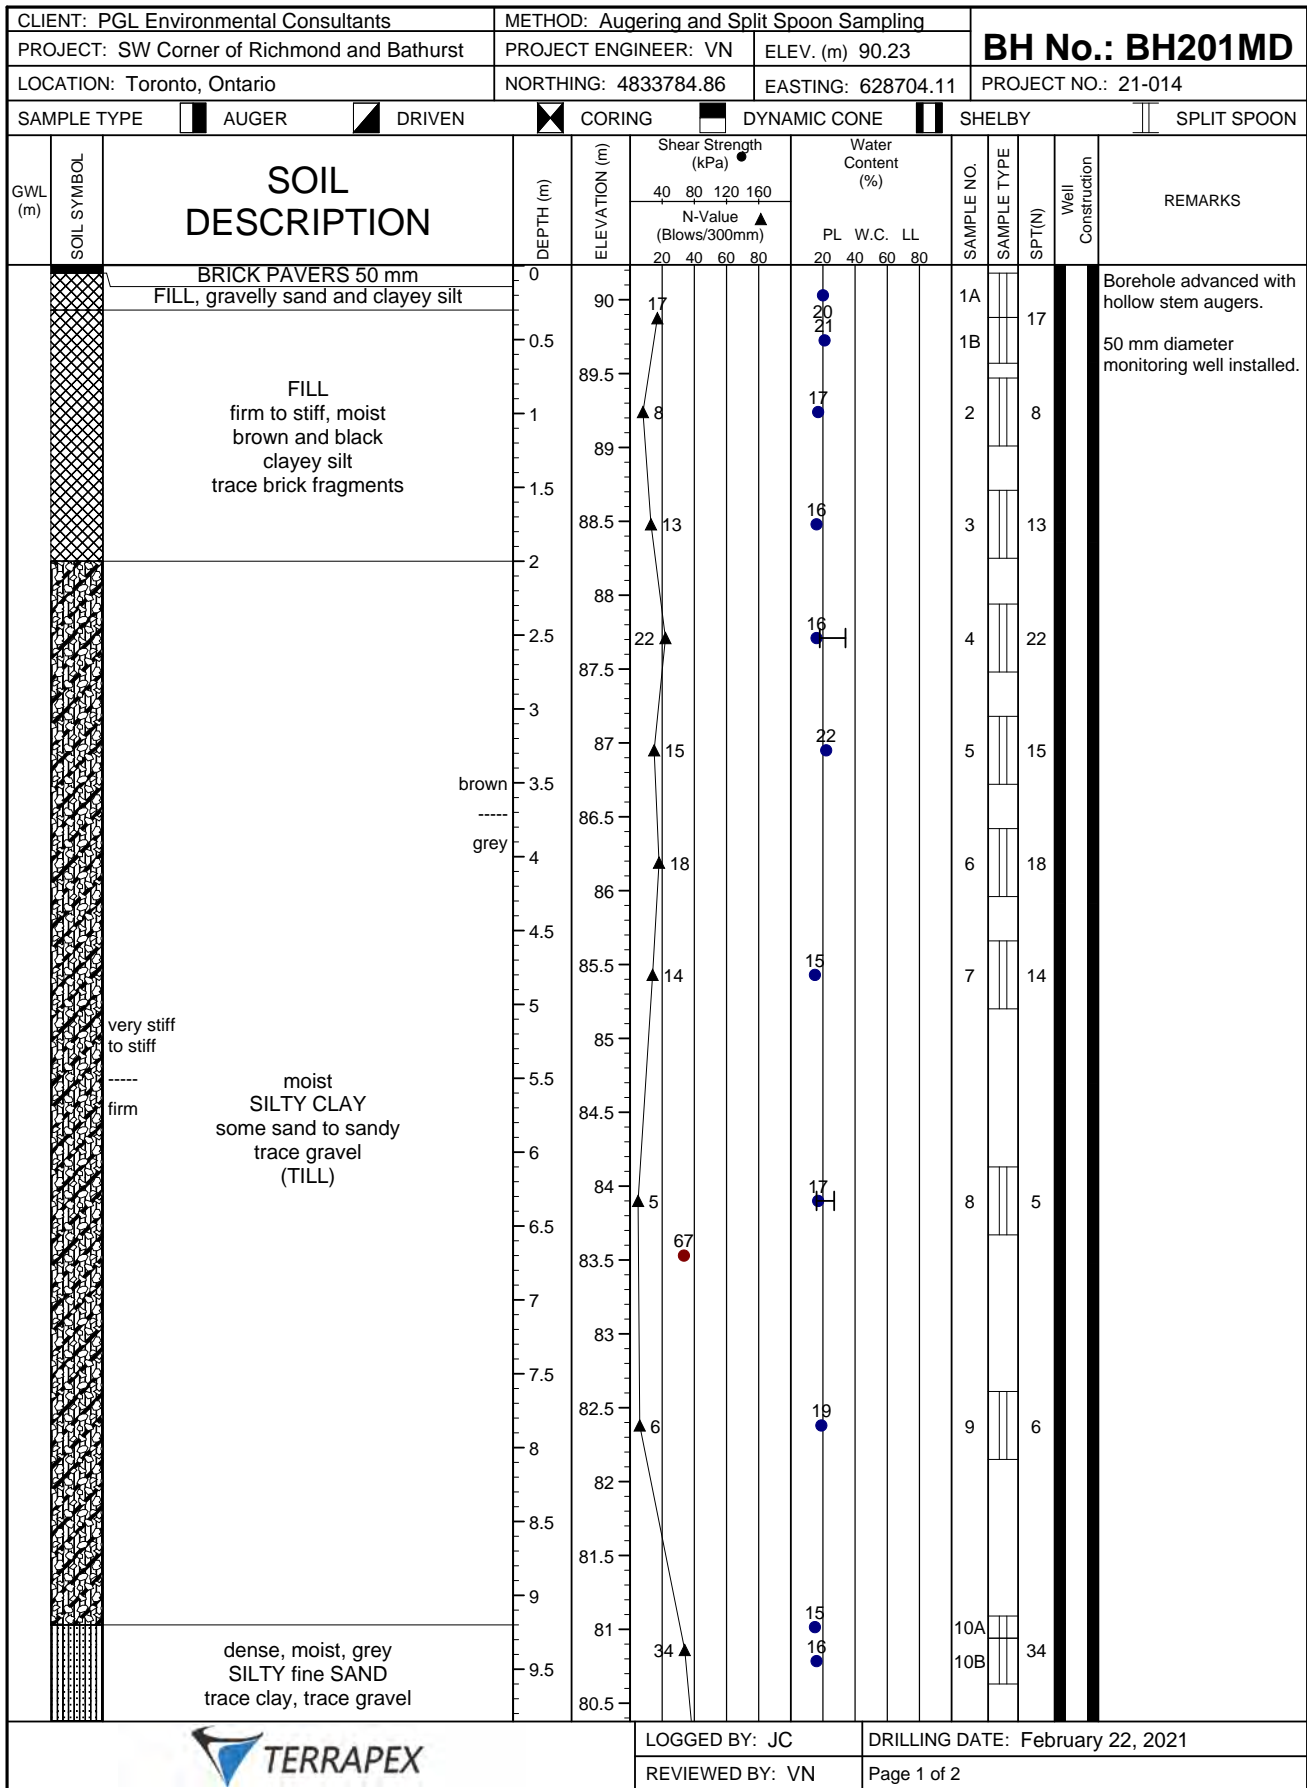 CLIENT: PGL Environmental Consultants
METHOD: Augering and Split Spoon Sampling
BH No.: BH201MD
PROJECT: SW Corner of Richmond and Bathurst
PROJECT ENGINEER: VN
ELEV. (m) 90.23
LOCATION: Toronto, Ontario
NORTHING: 4833784.86
EASTING: 628704.11
PROJECT NO.: 21-014
SAMPLE TYPE AUGER DRIVEN CORING DYNAMIC CONE SHELBY SPLIT SPOON
GWL
(m)
SOIL SYMBOL
SOIL
DESCRIPTION
DEPTH (m)
ELEVATION (m)
Shear Strength
(kPa)
40 80 120 160
N-Value
(Blows/300mm)
20 40 60 80
Water
Content
(%)
PL W.C. LL
20 40 60 80
SAMPLE NO.
SAMPLE TYPE
SPT(N)
Well
Construction
REMARKS
BRICK PAVERS 50 mm
FILL, gravelly sand and clayey silt
FILL
firm to stiff, moist
brown and black
clayey silt
trace brick fragments
brown
-----
grey
very stiff
to stiff
-----
firm
moist
SILTY CLAY
some sand to sandy
trace gravel
(TILL)
dense, moist, grey
SILTY fine SAND
trace clay, trace gravel
0
0.5
1
1.5
2
2.5
3
3.5
4
4.5
5
5.5
6
6.5
7
7.5
8
8.5
9
9.5
90
89.5
89
88.5
88
87.5
87
86.5
86
85.5
85
84.5
84
83.5
83
82.5
82
81.5
81
80.5
17
8
13
22
15
18
14
5
67
6
34
20
21
17
16
16
22
15
17
19
15
16
1A
1B
2
3
4
5
6
7
8
9
10A
10B
17
8
13
22
15
18
14
5
6
34
Borehole advanced with
hollow stem augers.
50 mm diameter
monitoring well installed.
TERRAPEX
LOGGED BY: JC
DRILLING DATE: February 22, 2021
REVIEWED BY: VN
Page 1 of 2